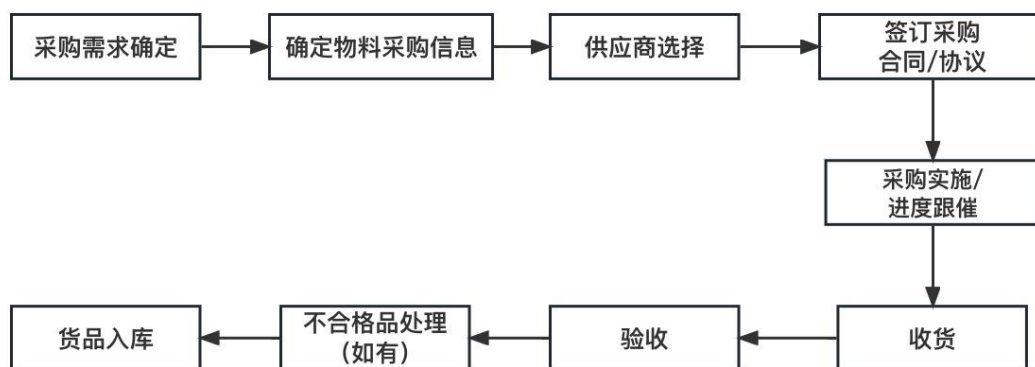 采购需求确定
确定物料采购信息
供应商选择
签订采购
合同/协议
采购实施/
进度跟催
收货
验收
不合格品处理
（如有）
货品入库